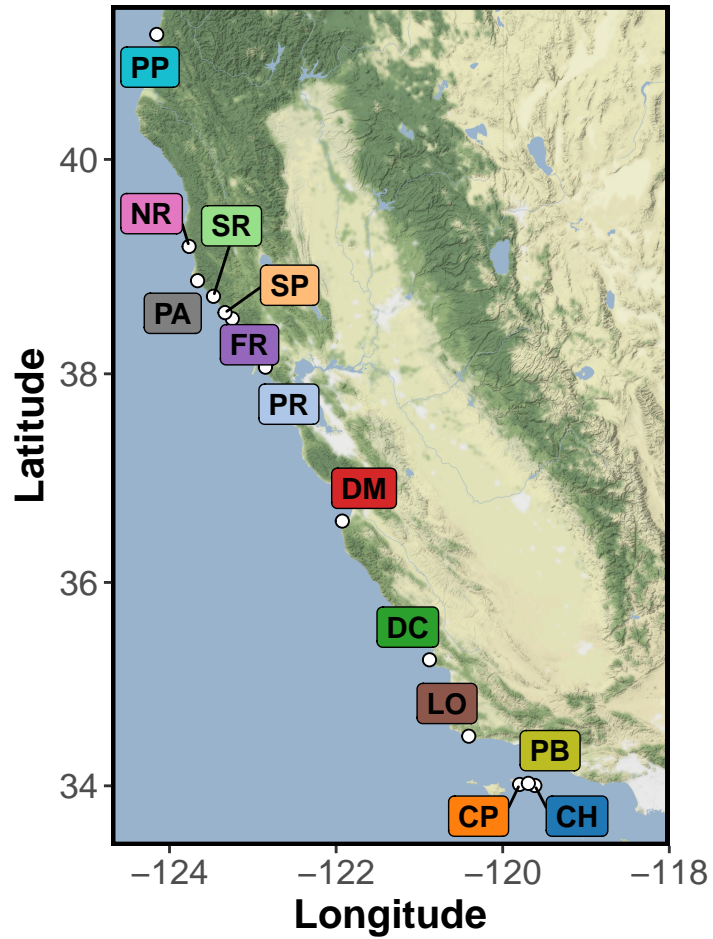 PP
40
NR
SR
SP
PA
FR
38
PR
DM
36
DC
LO
PB
34
CP
CH
−124
−122
−120
−118
Longitude
Latitude